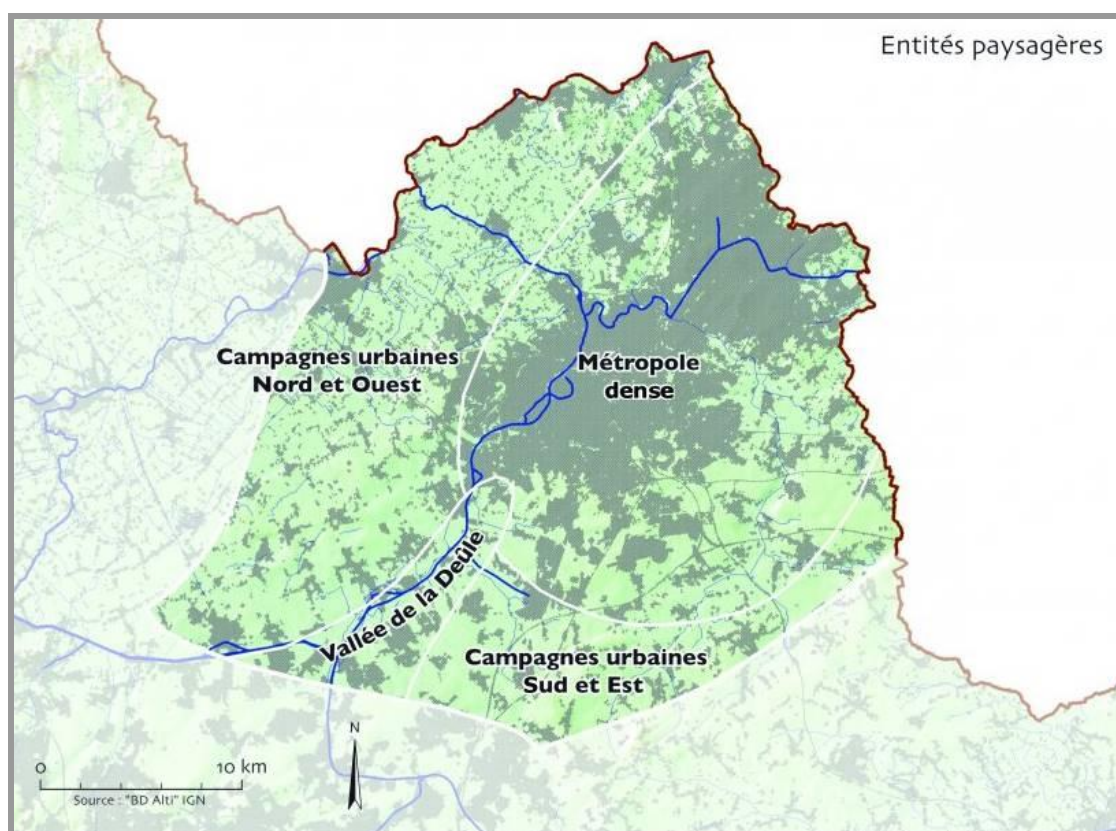 Entités paysagères
Campagnes urbaines
Nord et Ouest
Métropole
dense
Vallée de la Deûle
Campagnes urbaines
Sud et Est
N
0 10 km
Source : "BD Alti" IGN